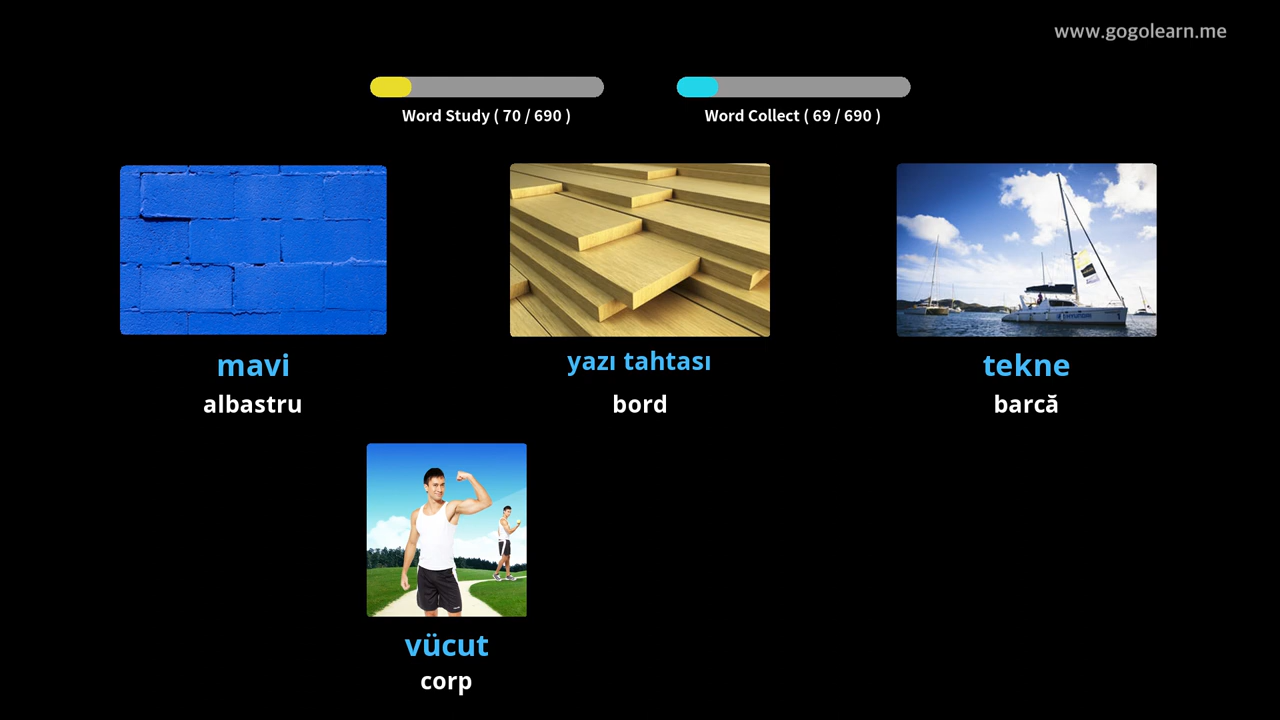 www.gogolearn.me
Word Study ( 70 / 690 )
Word Collect ( 69 / 690 )
mavi
albastru
yazı tahtası
bord
tekne
barcă
vücut
corp